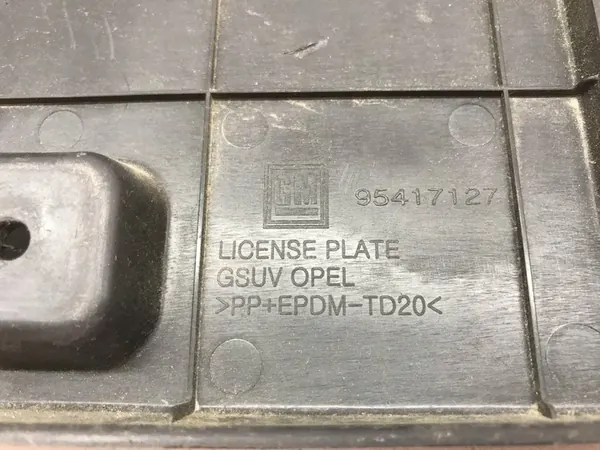 GM 95417127
LICENSE PLATE
GSUV OPEL
>PP+EPDM-TD20<